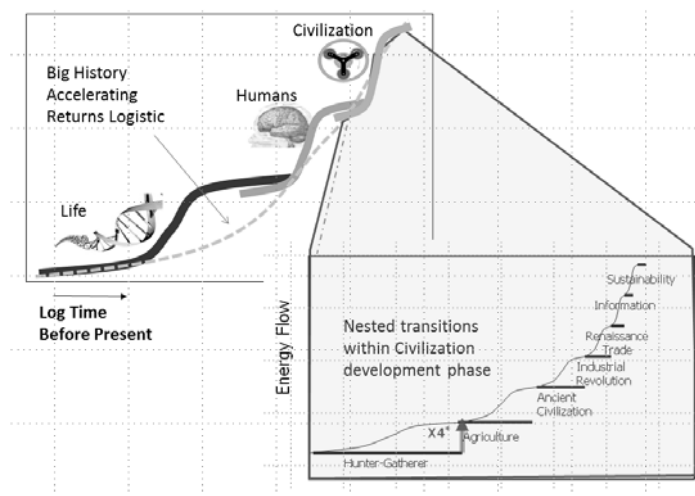 Civilization
Big History
Accelerating
Returns Logistic
Humans
Life
Log Time
Before Present
Energy Flow
Nested transitions
within Civilization
development phase
Sustainability
Information
Renaissance
Trade
Industrial
Revolution
Ancient
Civilization
X4*
Agriculture
Hunter-Gatherer